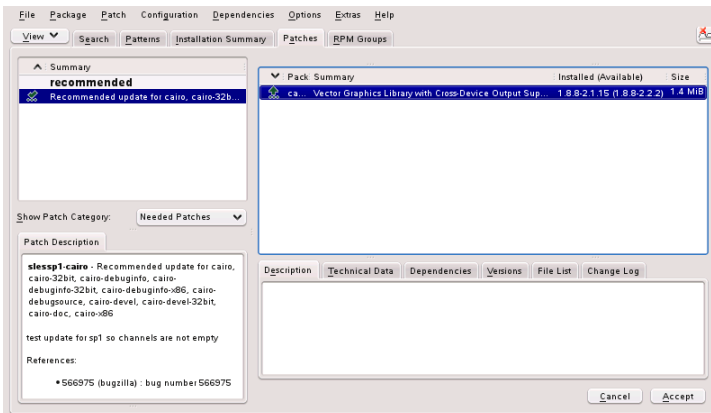 File Package Patch Configuration Dependencies Options Extras Help
View Search Patterns Installation Summary Patches RPM Groups
Summary
recommended
Recommended update for cairo, cairo-32b...
Pack Summary Installed (Available) Size
ca... Vector Graphics Library with Cross-Device Output Sup... 1.8.8-2.1.15 (1.8.8-2.2.2) 1.4 MiB
Show Patch Category: Needed Patches
Patch Description
slessp1-cairo - Recommended update for cairo,
cairo-32bit, cairo-debuginfo, cairo-
debuginfo-32bit, cairo-debuginfo-x86, cairo-
debugsource, cairo-devel, cairo-devel-32bit,
cairo-doc, cairo-x86
test update for sp1 so channels are not empty
References:
• 566975 (bugzilla) : bug number 566975
Description Technical Data Dependencies Versions File List Change Log
Cancel Accept